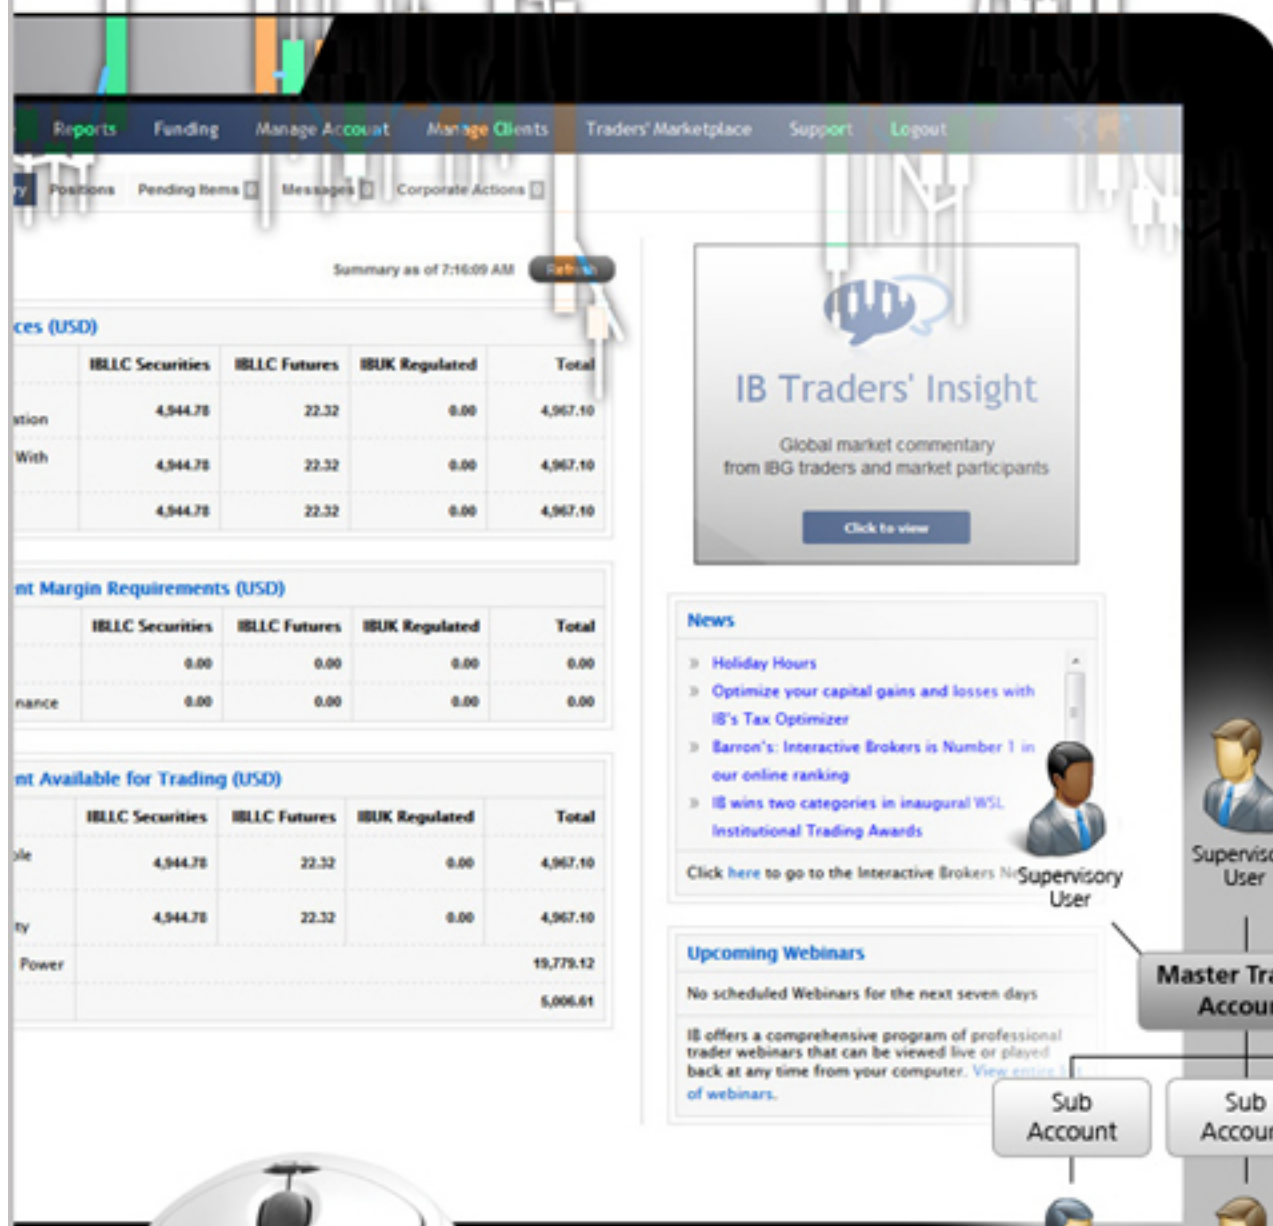 Reports Funding Manage Account Manage Clients Traders' Marketplace Support Logout
Positions Pending Items Messages Corporate Actions
Summary as of 7:16:09 AM Refresh
ces (USD)
IBLLC Securities IBLLC Futures IBUK Regulated Total
4,944.78 22.32 0.00 4,967.10
ation
With
4,944.78 22.32 0.00 4,967.10
4,944.78 22.32 0.00 4,967.10
nt Margin Requirements (USD)
IBLLC Securities IBLLC Futures IBUK Regulated Total
0.00 0.00 0.00 0.00
nance 0.00 0.00 0.00 0.00
nt Available for Trading (USD)
IBLLC Securities IBLLC Futures IBUK Regulated Total
ble
4,944.78 22.32 0.00 4,967.10
4,944.78 22.32 0.00 4,967.10
ty
Power 19,779.12
5,006.61
IB Traders' Insight
Global market commentary
from IBG traders and market participants
Click to view
News
» Holiday Hours
» Optimize your capital gains and losses with
IB's Tax Optimizer
» Barron's: Interactive Brokers is Number 1 in
our online ranking
» IB wins two categories in inaugural WSL
Institutional Trading Awards
Click here to go to the Interactive Brokers
Upcoming Webinars
No scheduled Webinars for the next seven days
IB offers a comprehensive program of professional
trader webinars that can be viewed live or played
back at any time from your computer. View entire list
of webinars.
Supervisory
User
Superviso
User
Master Tra
Accoun
Sub
Account
Sub
Accoun